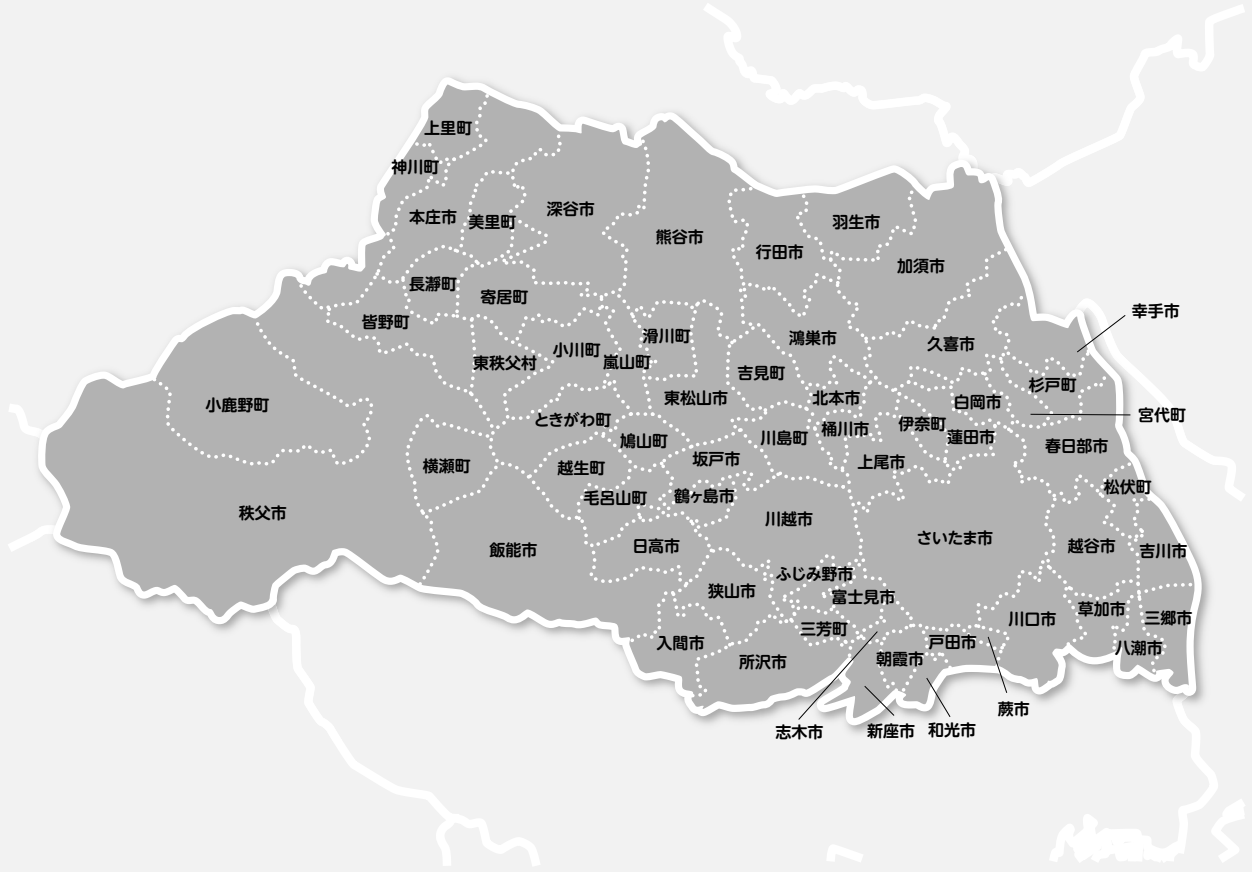 上里町
神川町
本庄市
美里町
深谷市
熊谷市
行田市
羽生市
加須市
長瀞町
寄居町
皆野町
東秩父村
小川町
嵐山町
滑川町
吉見町
鴻巣市
久喜市
幸手市
杉戸町
宮代町
小鹿野町
ときがわ町
東松山市
北本市
桶川市
伊奈町
白岡市
蓮田市
春日部市
横瀬町
越生町
鳩山町
坂戸市
川島町
上尾市
松伏町
秩父市
毛呂山町
鶴ヶ島市
川越市
さいたま市
越谷市
吉川市
飯能市
日高市
狭山市
ふじみ野市
富士見市
川口市
草加市
三郷市
入間市
所沢市
三芳町
朝霞市
戸田市
八潮市
志木市
新座市
和光市
蕨市